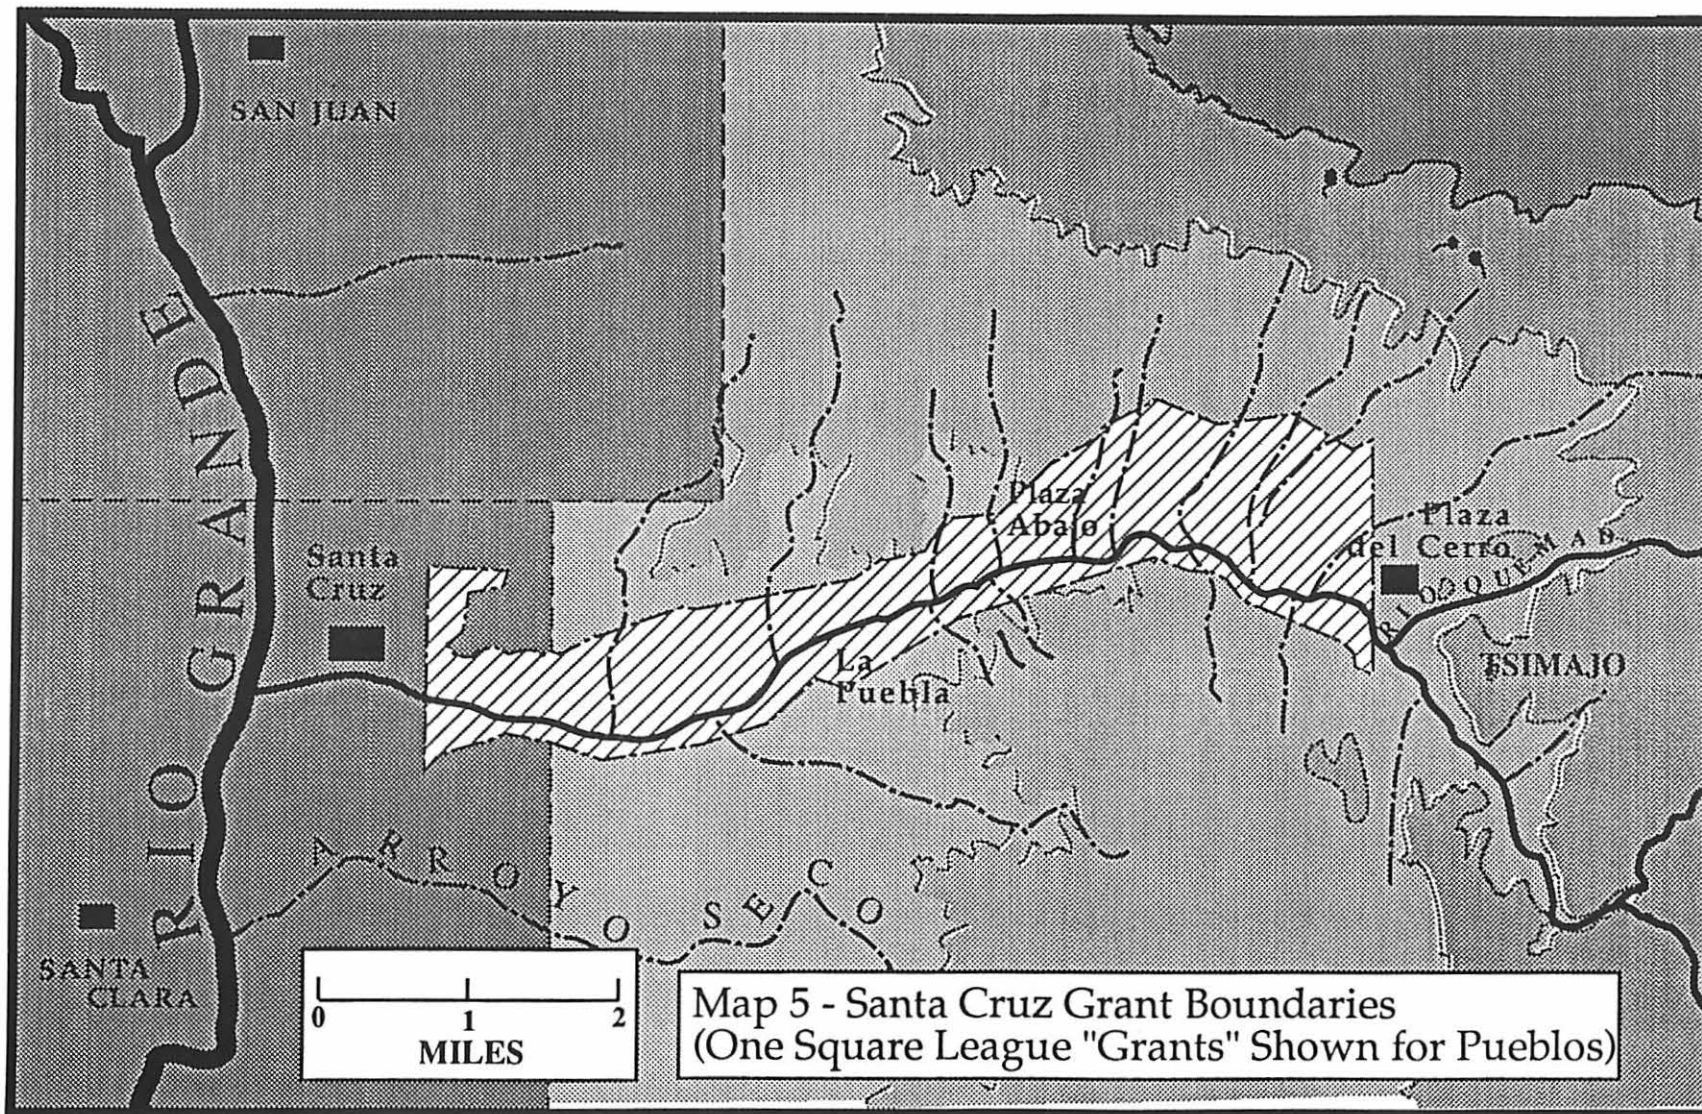 SAN JUAN
RIO GRANDE
Santa
Cruz
Plaza
Abajo
Plaza
del Cerro
RIO QUEMAD
TSIMAJO
La
Puebla
ARROYO SECO
SANTA
CLARA
0 1 2
MILES
Map 5 - Santa Cruz Grant Boundaries
(One Square League "Grants" Shown for Pueblos)